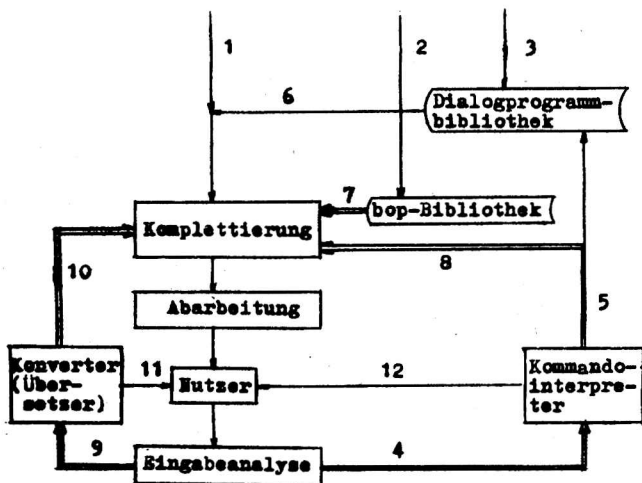 1
2
3
6
Dialogprogramm-
bibliothek
7
bop-Bibliothek
Komplettierung
10
8
Abarbeitung
5
Konverter
(Über-
setzer)
11
Nutzer
12
Kommando-
interpre-
ter
9
Eingabeanalyse
4